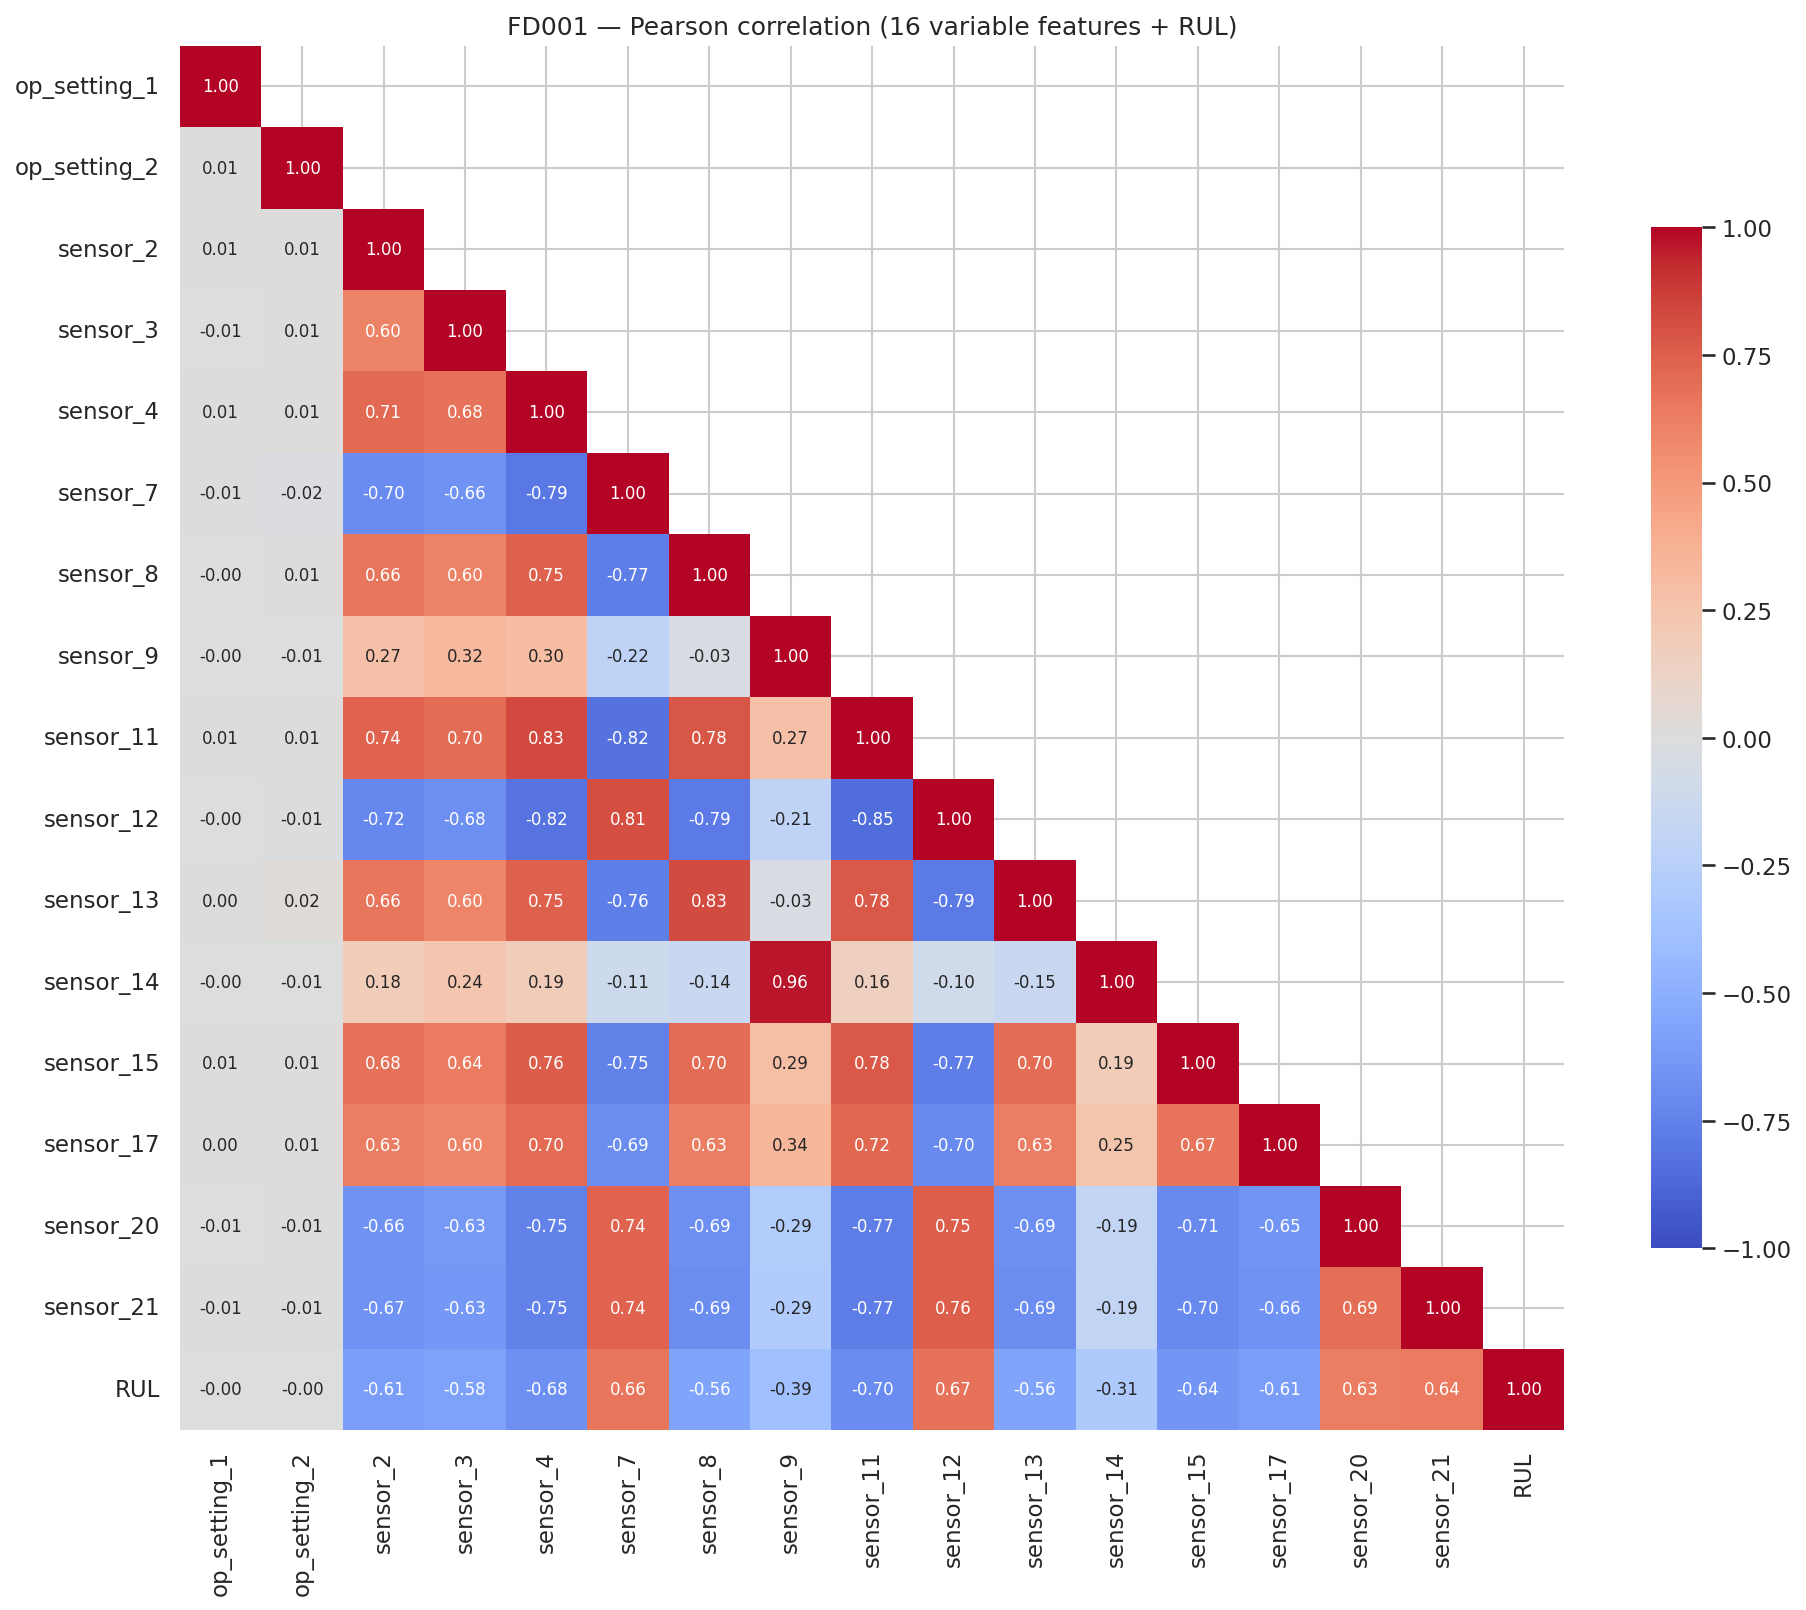 FD001 — Pearson correlation (16 variable features + RUL)
op_setting_1 1.00
op_setting_2 0.01 1.00
sensor_2 0.01 0.01 1.00
sensor_3 -0.01 0.01 0.60 1.00
sensor_4 0.01 0.01 0.71 0.68 1.00
sensor_7 -0.01 -0.02 -0.70 -0.66 -0.79 1.00
sensor_8 -0.00 0.01 0.66 0.60 0.75 -0.77 1.00
sensor_9 -0.00 -0.01 0.27 0.32 0.30 -0.22 -0.03 1.00
sensor_11 0.01 0.01 0.74 0.70 0.83 -0.82 0.78 0.27 1.00
sensor_12 -0.00 -0.01 -0.72 -0.68 -0.82 0.81 -0.79 -0.21 -0.85 1.00
sensor_13 0.00 0.02 0.66 0.60 0.75 -0.76 0.83 -0.03 0.78 -0.79 1.00
sensor_14 -0.00 -0.01 0.18 0.24 0.19 -0.11 -0.14 0.96 0.16 -0.10 -0.15 1.00
sensor_15 0.01 0.01 0.68 0.64 0.76 -0.75 0.70 0.29 0.78 -0.77 0.70 0.19 1.00
sensor_17 0.00 0.01 0.63 0.60 0.70 -0.69 0.63 0.34 0.72 -0.70 0.63 0.25 0.67 1.00
sensor_20 -0.01 -0.01 -0.66 -0.63 -0.75 0.74 -0.69 -0.29 -0.77 0.75 -0.69 -0.19 -0.71 -0.65 1.00
sensor_21 -0.01 -0.01 -0.67 -0.63 -0.75 0.74 -0.69 -0.29 -0.77 0.76 -0.69 -0.19 -0.70 -0.66 0.69 1.00
RUL -0.00 -0.00 -0.61 -0.58 -0.68 0.66 -0.56 -0.39 -0.70 0.67 -0.56 -0.31 -0.64 -0.61 0.63 0.64 1.00
op_setting_1
op_setting_2
sensor_2
sensor_3
sensor_4
sensor_7
sensor_8
sensor_9
sensor_11
sensor_12
sensor_13
sensor_14
sensor_15
sensor_17
sensor_20
sensor_21
RUL
1.00
0.75
0.50
0.25
0.00
−0.25
−0.50
−0.75
−1.00